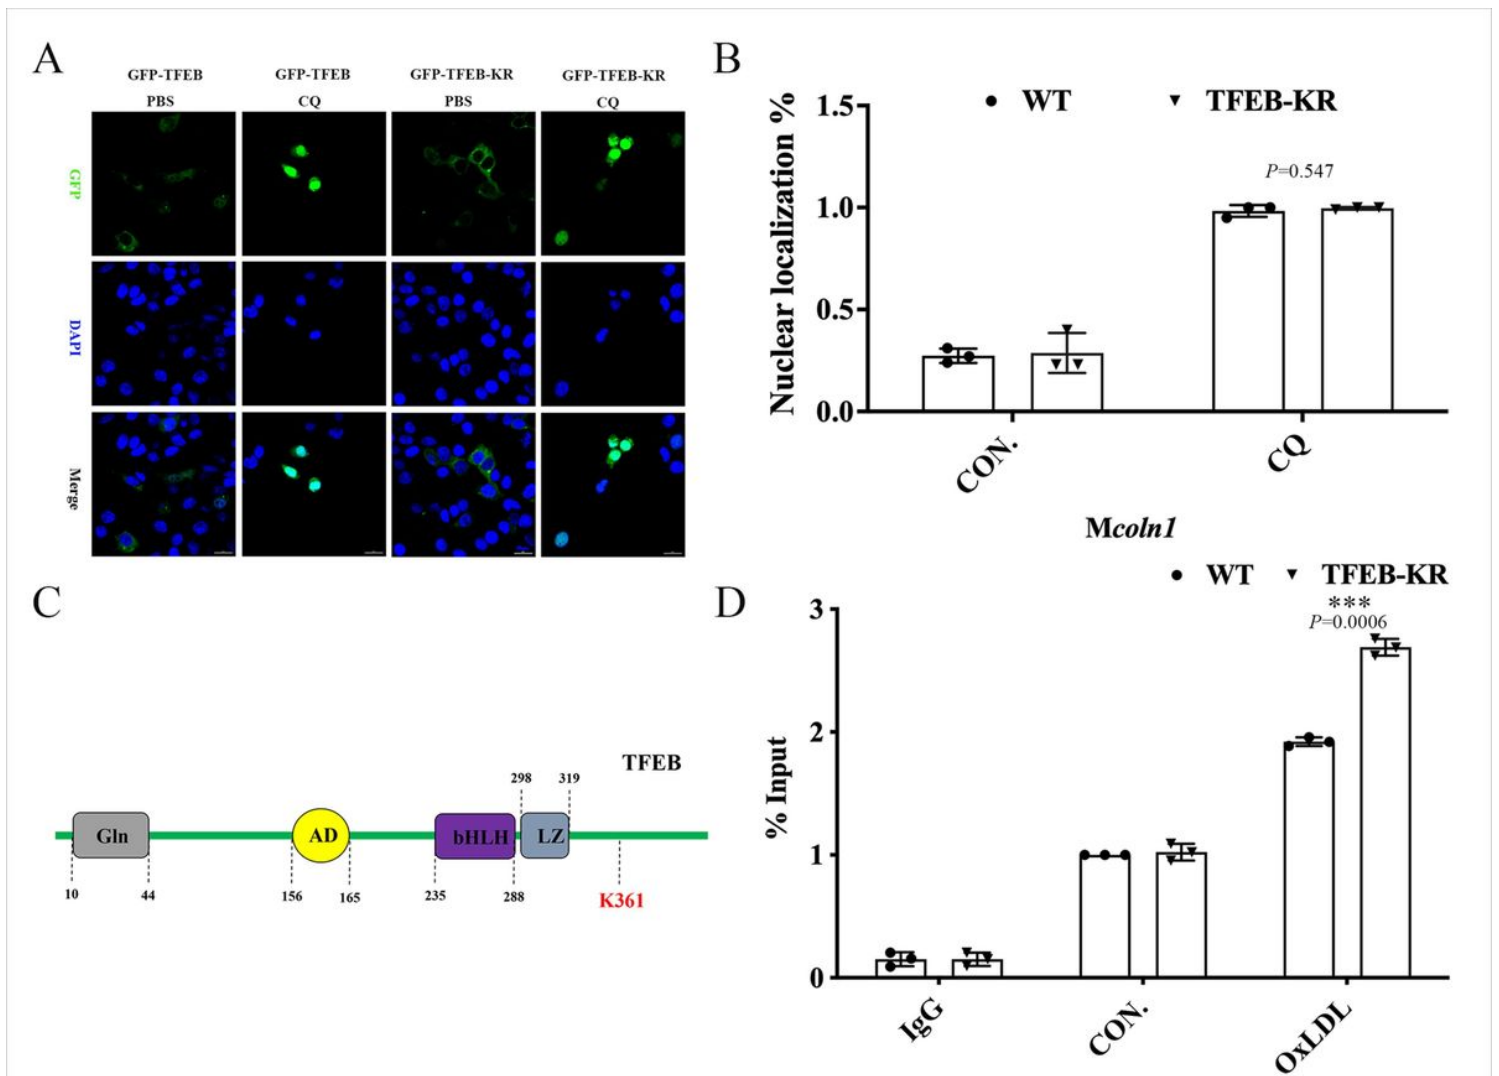 A
GFP-TFEB GFP-TFEB GFP-TFEB-KR GFP-TFEB-KR
PBS CQ PBS CQ
GFP
DAPI
Merge
B
WT TFEB-KR
Nuclear localization %
1.5
1.0
0.5
0.0
P=0.547
CON. CQ
C
TFEB
298 319
Gln AD bHLH LZ
10 44 156 165 235 288
K361
D
Mcoln1
WT TFEB-KR
***
P=0.0006
% Input
3
2
1
0
IgG CON. OxLDL